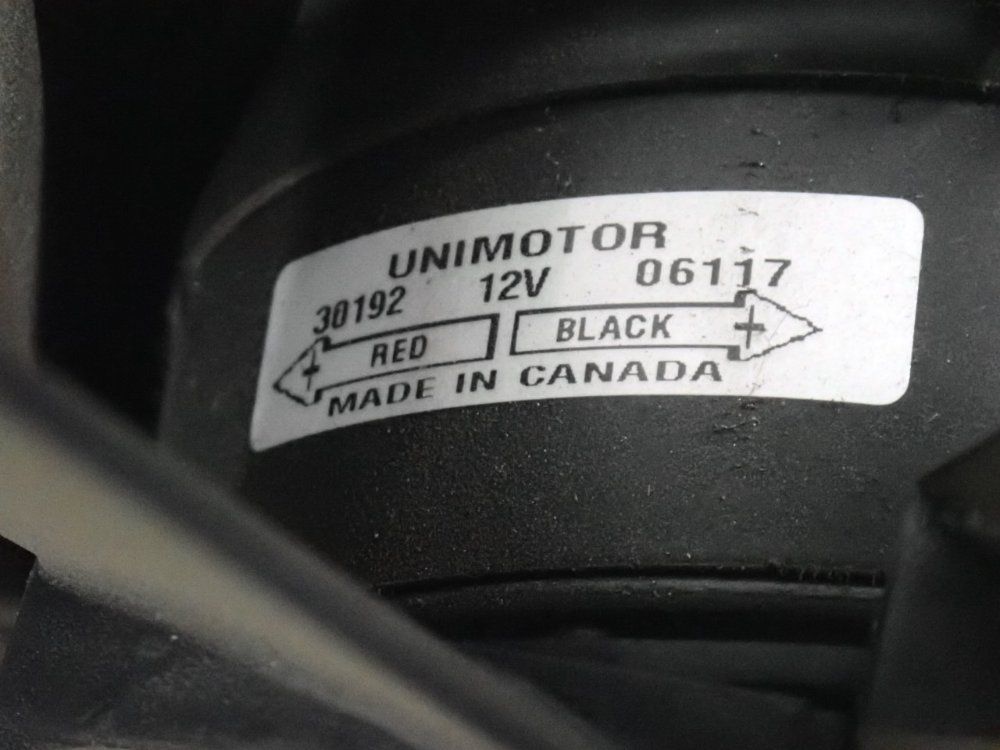 UNIMOTOR
30192 12V 06117
+ RED BLACK +
MADE IN CANADA